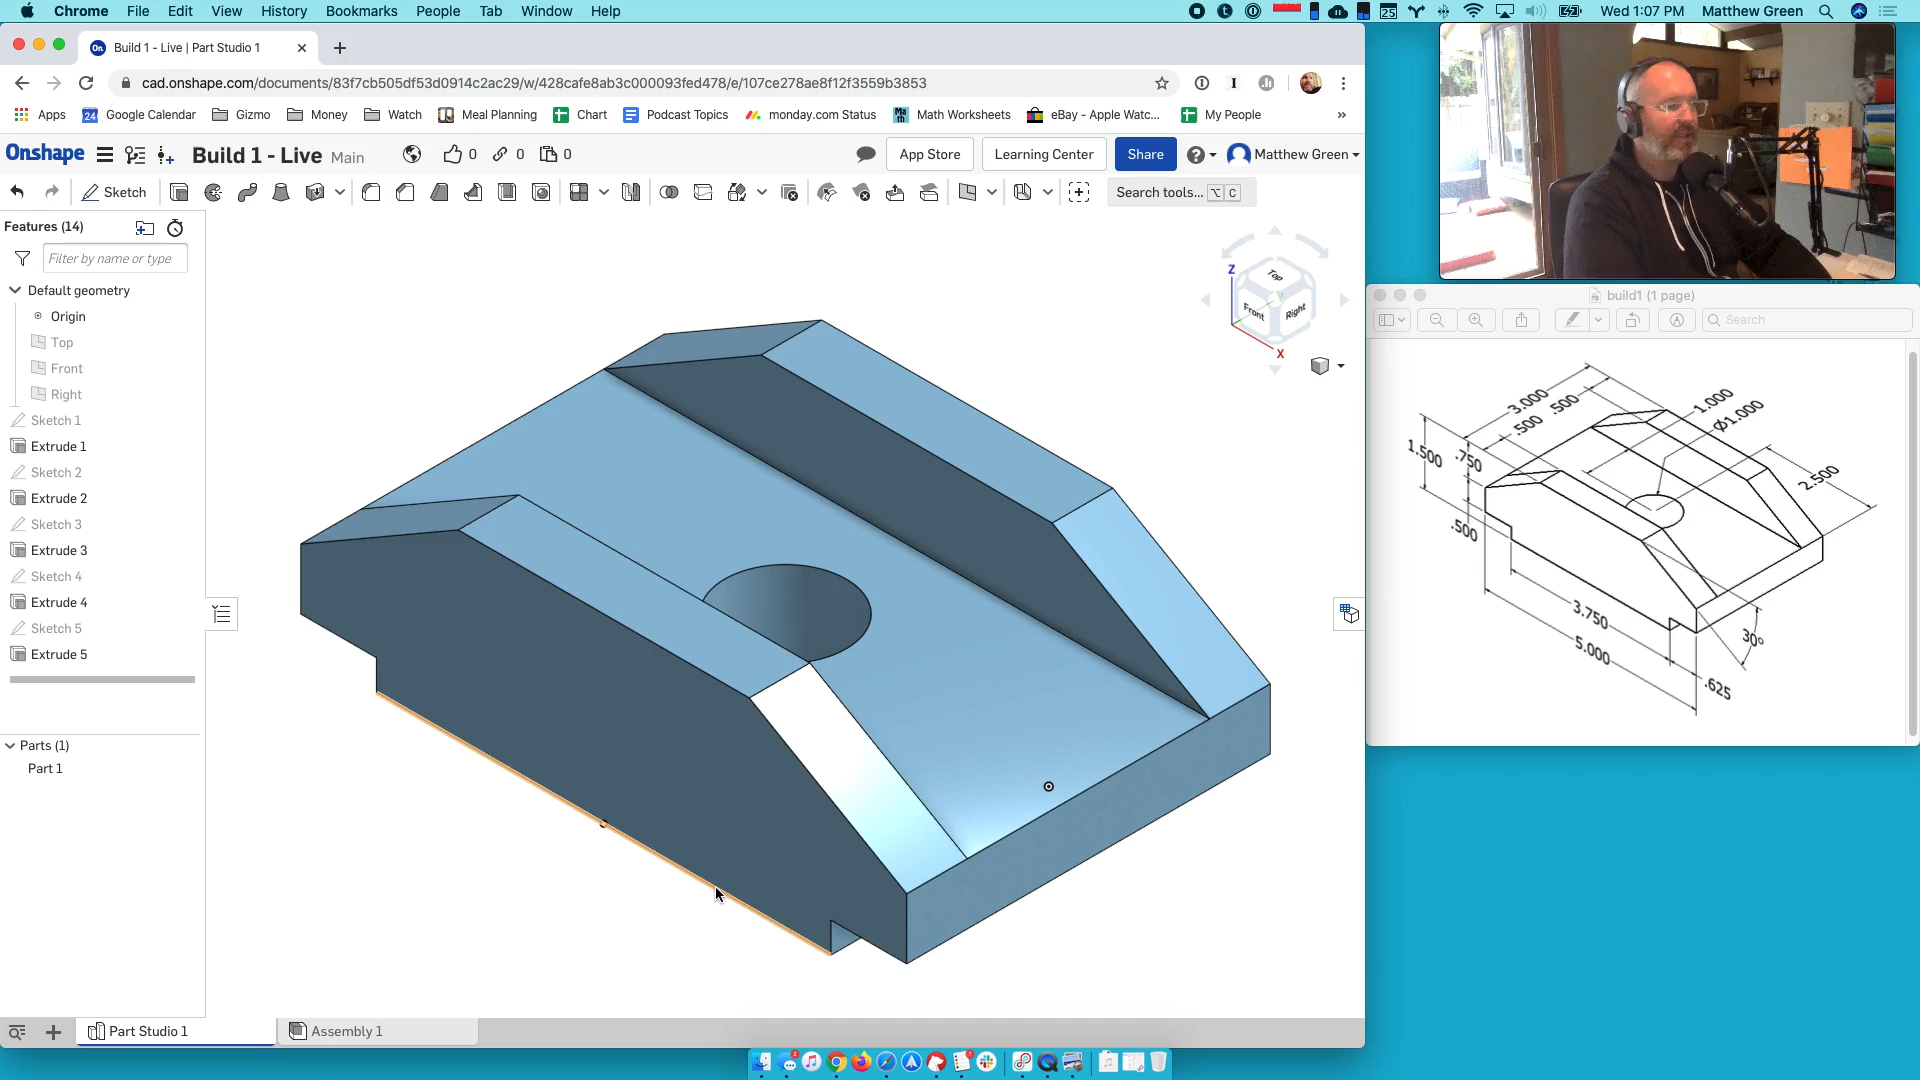 Chrome File Edit View History Bookmarks People Tab Window Help
25
Wed 1:07 PM Matthew Green
On Build 1 - Live | Part Studio 1
cad.onshape.com/documents/83f7cb505df53d0914c2ac29/w/428cafe8ab3c000093fed478/e/107ce278ae8f12f3559b3853
Apps 24 Google Calendar Gizmo Money Watch Meal Planning Chart Podcast Topics monday.com Status Math Worksheets eBay - Apple Watc... My People »
Onshape Build 1 - Live Main 0 0 0 App Store Learning Center Share Matthew Green
Sketch Search tools... ⌥ C
Features (14)
Filter by name or type
Default geometry
Origin
Top
Front
Right
Sketch 1
Extrude 1
Sketch 2
Extrude 2
Sketch 3
Extrude 3
Sketch 4
Extrude 4
Sketch 5
Extrude 5
Parts (1)
Part 1
Z
Top
Front
Right
X
build1 (1 page)
Search
3.000
.500
.500
1.000
Ø1.000
1.500
.750
2.500
.500
3.750
5.000
30°
.625
Part Studio 1
Assembly 1